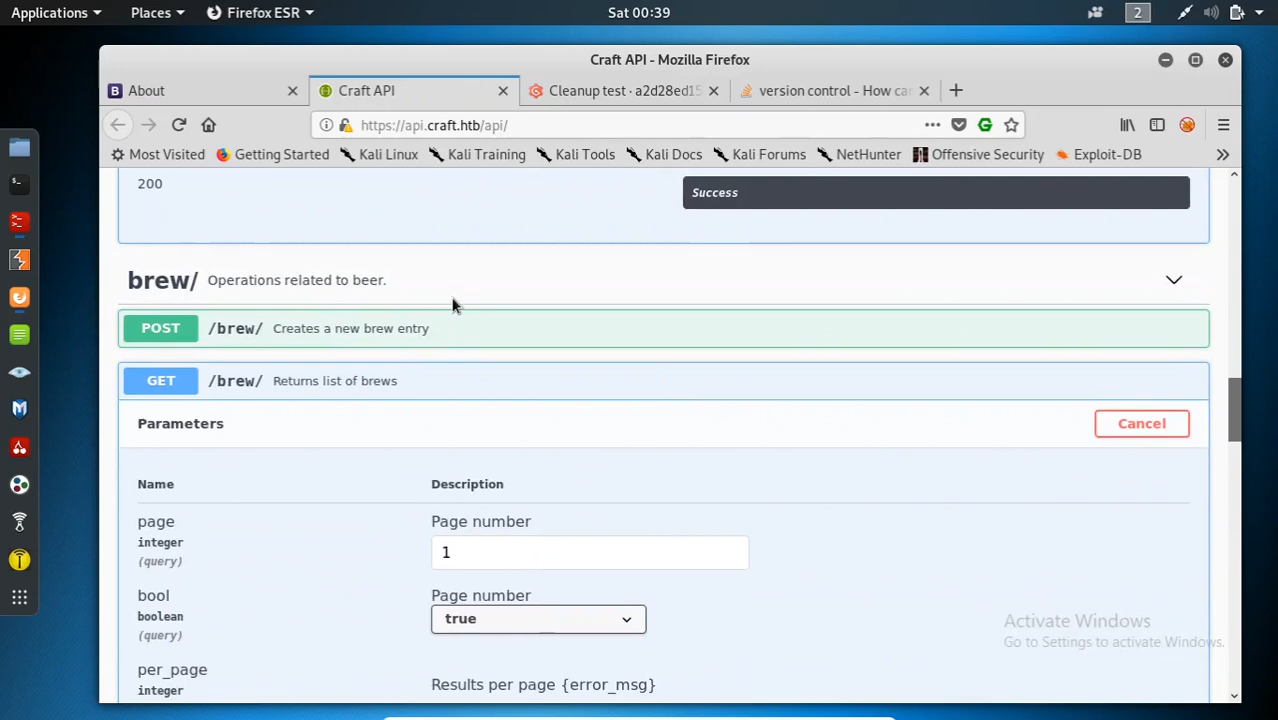 Applications Places Firefox ESR Sat 00:39 2
Craft API - Mozilla Firefox
About Craft API Cleanup test · a2d28ed15 version control - How can
https://api.craft.htb/api/
Most Visited Getting Started Kali Linux Kali Training Kali Tools Kali Docs Kali Forums NetHunter Offensive Security Exploit-DB
200 Success
brew/ Operations related to beer.
POST /brew/ Creates a new brew entry
GET /brew/ Returns list of brews
Parameters Cancel
Name Description
page Page number
integer 1
(query)
bool Page number
boolean true
(query)
per_page Results per page {error_msg}
integer
Activate Windows
Go to Settings to activate Windows.